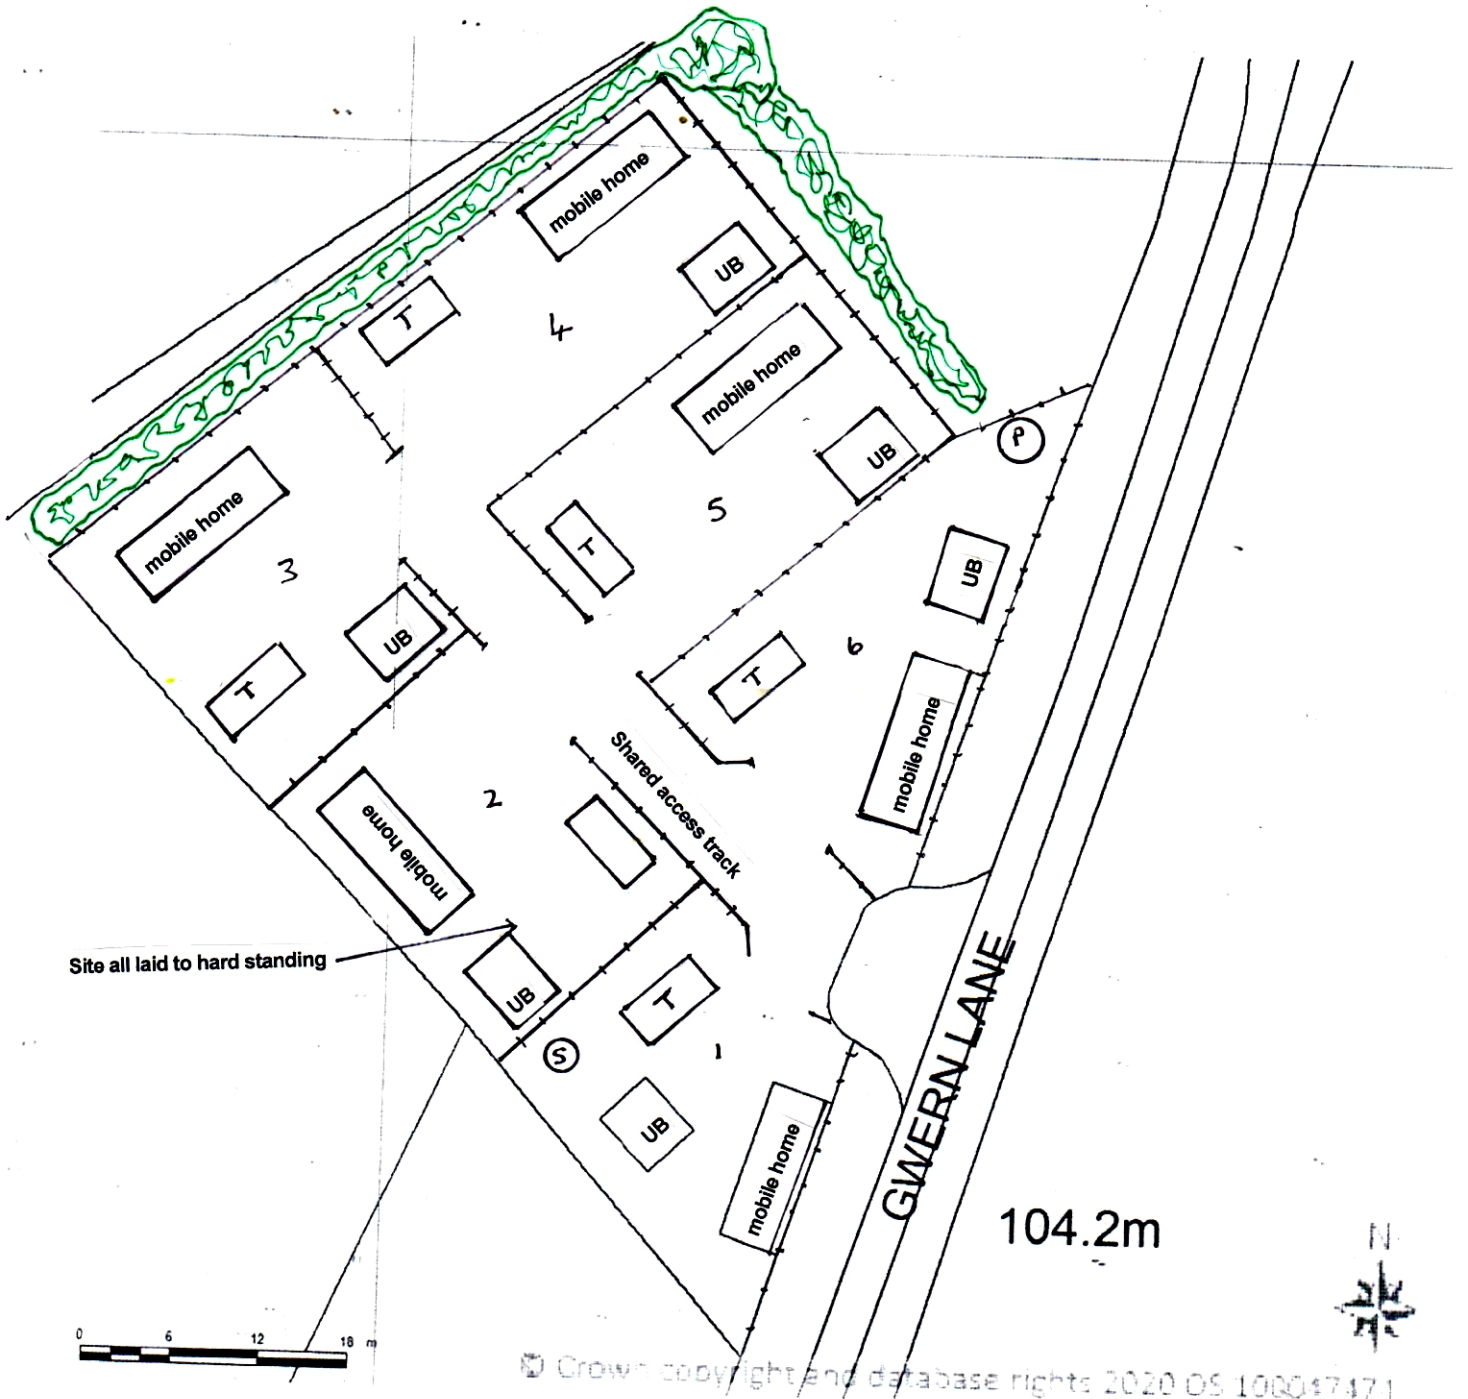 mobile home
UB
T
4
mobile home
UB
5
T
P
mobile home
3
UB
T
UB
6
T
mobile home
2
Shared access track
mobile home
Site all laid to hard standing
UB
S
T
1
UB
mobile home
GWERN LANE
104.2m
N
0 6 12 18 m
© Crown copyright and database rights 2020 OS